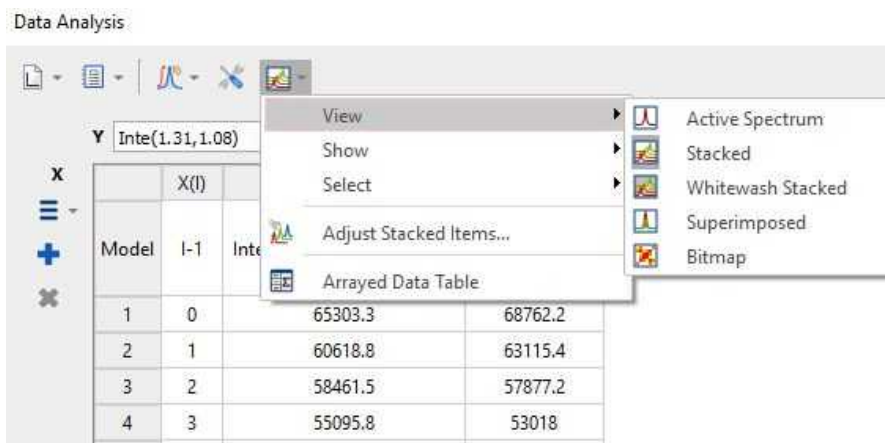 Data Analysis
View
Active Spectrum
Y Inte(1.31,1.08)
Show
Stacked
X
X(I)
Select
Whitewash Stacked
Superimposed
Model I-1 Inte
Adjust Stacked Items...
Bitmap
Arrayed Data Table
1 0 65303.3 68762.2
2 1 60618.8 63115.4
3 2 58461.5 57877.2
4 3 55095.8 53018